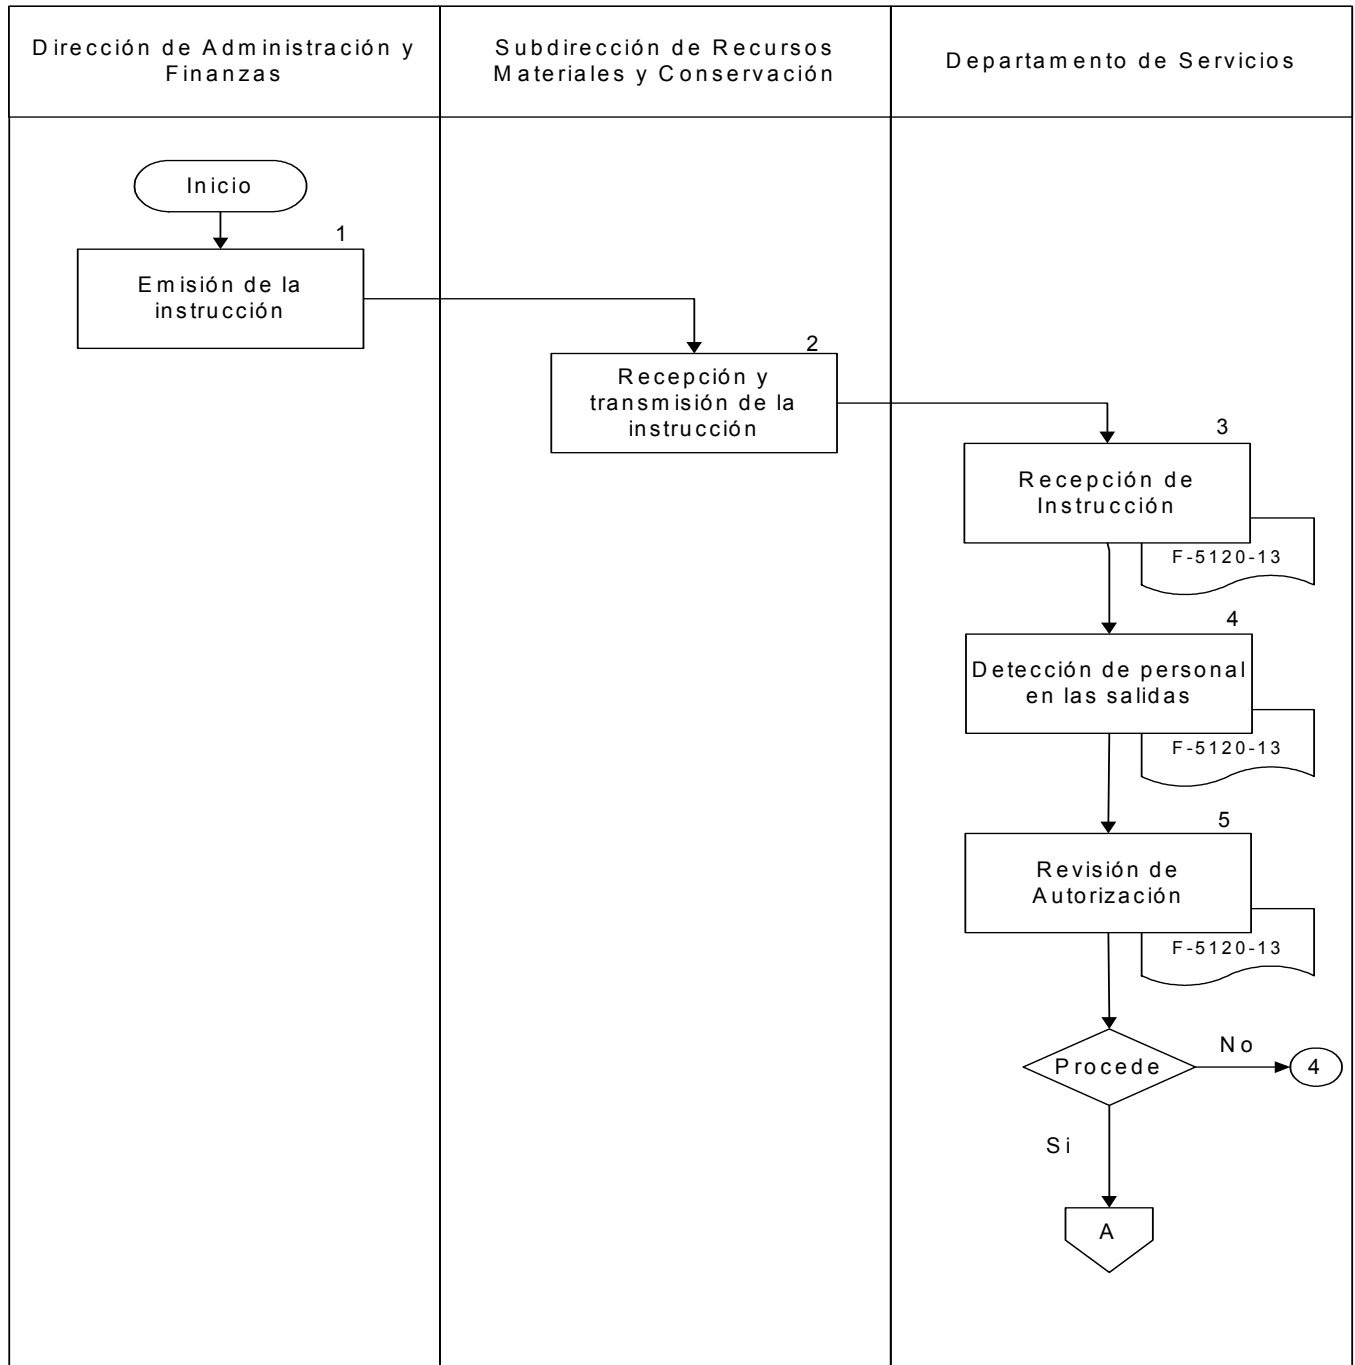 Dirección de Administración y
Finanzas
Subdirección de Recursos
Materiales y Conservación
Departamento de Servicios
Inicio
1
Emisión de la
instrucción
2
Recepción y
transmisión de la
instrucción
3
Recepción de
Instrucción
F-5120-13
4
Detección de personal
en las salidas
F-5120-13
5
Revisión de
Autorización
F-5120-13
Procede
No
4
Si
A